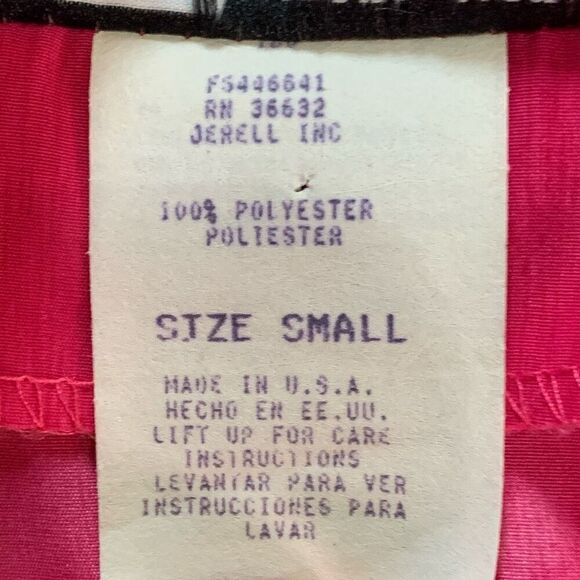 FS446641
RN 36632
JERELL INC
100% POLYESTER
POLIESTER
SIZE SMALL
MADE IN U.S.A.
HECHO EN EE.UU.
LIFT UP FOR CARE
INSTRUCTIONS
LEVANTAR PARA VER
INSTRUCCIONES PARA
LAVAR